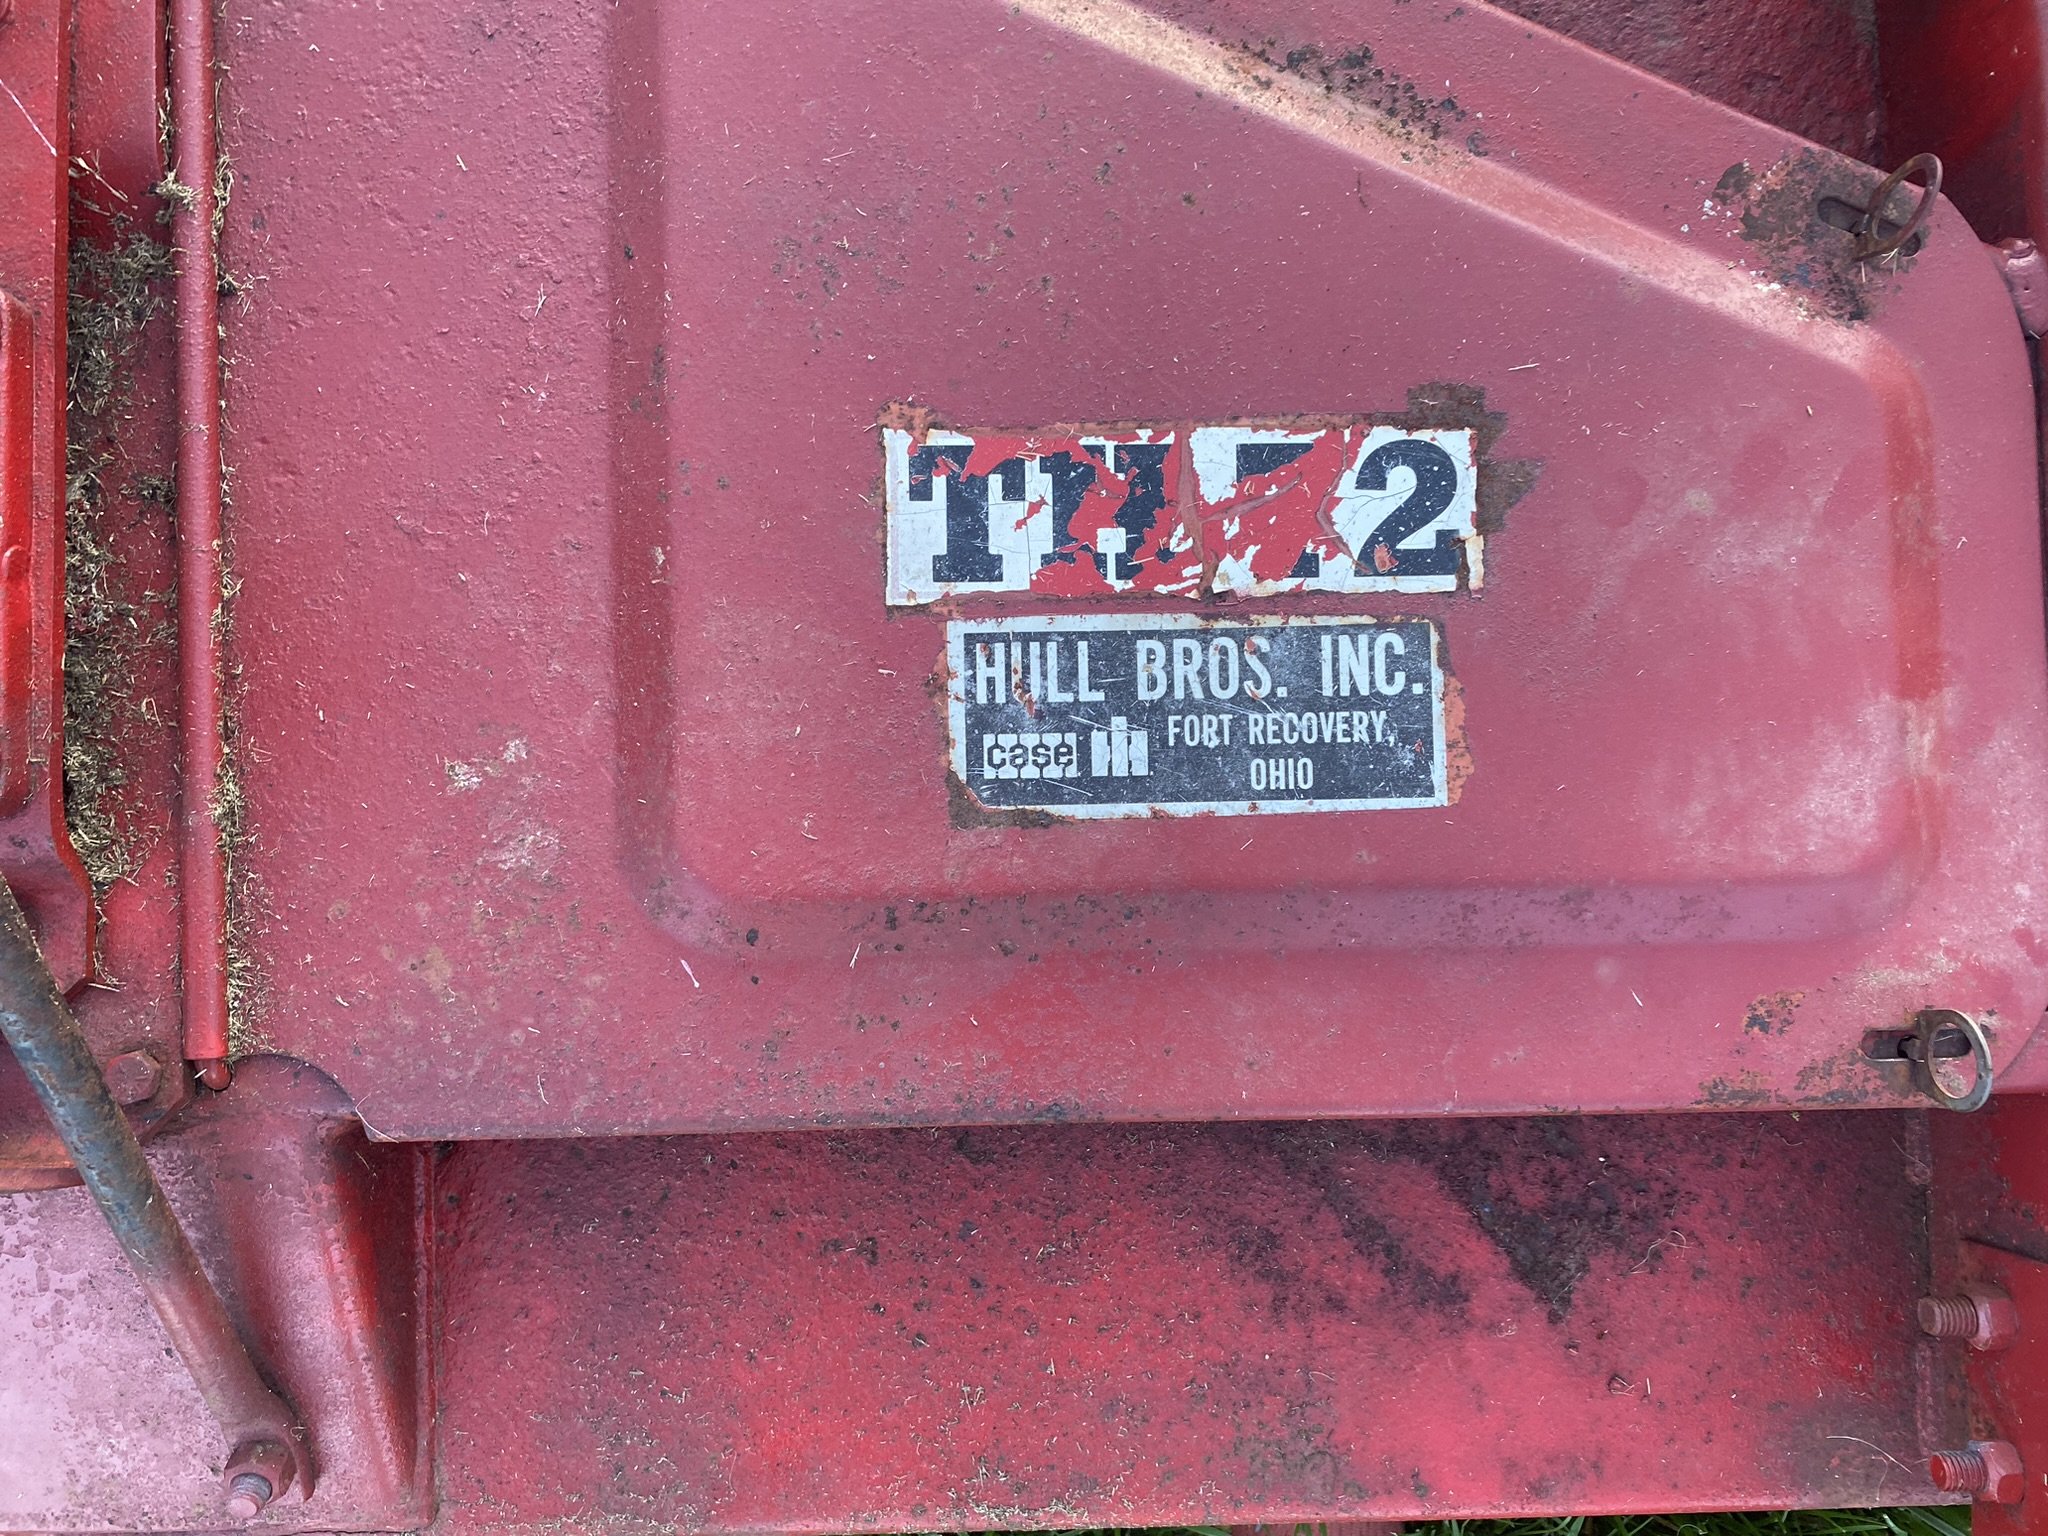 HULL BROS. INC.
case IH FORT RECOVERY,
OHIO